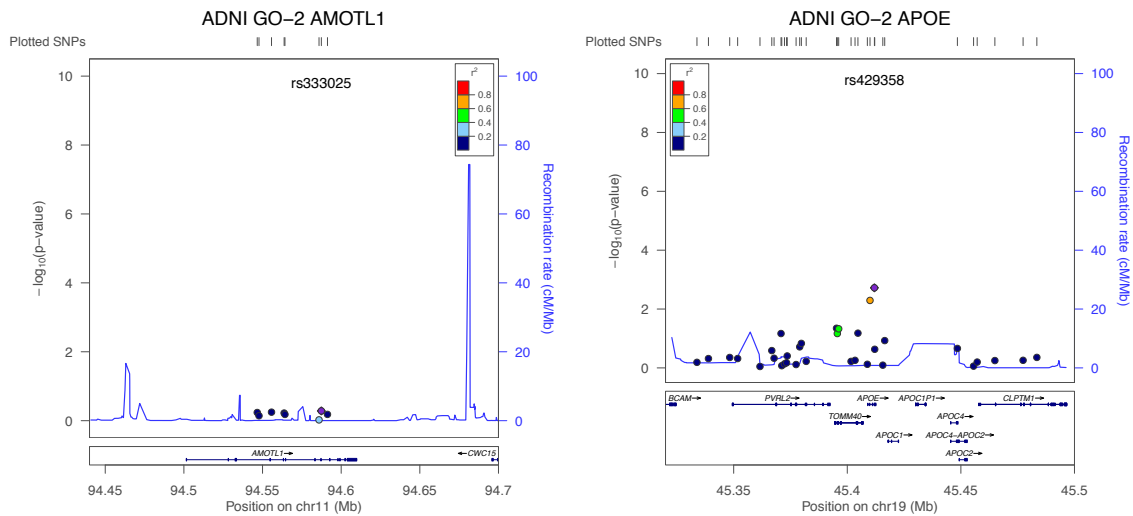 ADNI GO−2 AMOTL1
Plotted SNPs
rs333025
r2
0.8
0.6
0.4
0.2
10
8
6
4
2
0
− log10(p−value)
100
80
60
40
20
0
Recombination rate (cM/Mb)
AMOTL1
CWC15
94.45
94.5
94.55
94.6
94.65
94.7
Position on chr11 (Mb)
ADNI GO−2 APOE
Plotted SNPs
rs429358
r2
0.8
0.6
0.4
0.2
10
8
6
4
2
0
− log10(p−value)
100
80
60
40
20
0
Recombination rate (cM/Mb)
BCAM
PVRL2
APOE
APOC1P1
CLPTM1
TOMM40
APOC4
APOC1
APOC4−APOC2
APOC2
45.35
45.4
45.45
45.5
Position on chr19 (Mb)